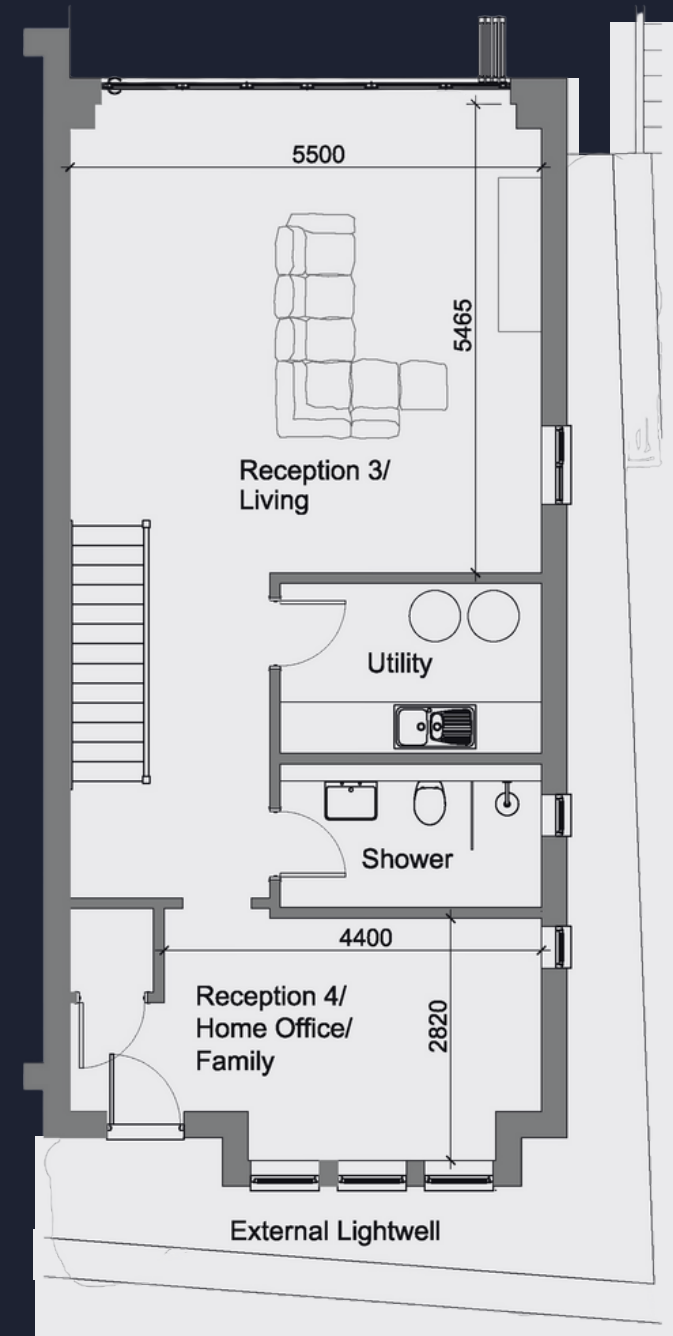 5500
5465
Reception 3/
Living
Utility
Shower
4400
Reception 4/
Home Office/
Family
2820
External Lightwell